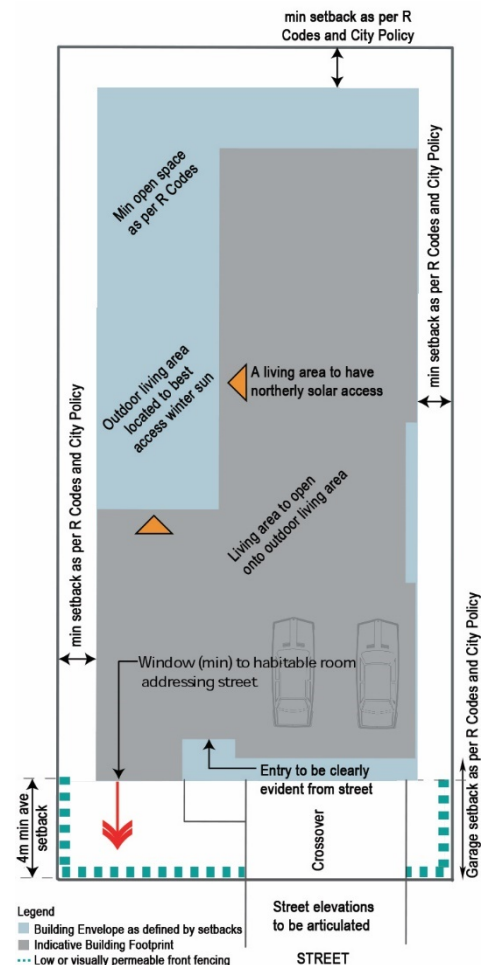 min setback as per R
Codes and City Policy
Min open space
as per R Codes
min setback as per R Codes and City Policy
A living area to have
northerly solar access
Outdoor living area
located to best
access winter sun
Living area to open
onto outdoor living area
min setback as per R Codes and City Policy
Window (min) to habitable room
addressing street
Entry to be clearly
evident from street
Garage setback as per R Codes and City Policy
4m min ave
setback
Crossover
Street elevations
to be articulated
STREET
Legend
Building Envelope as defined by setbacks
Indicative Building Footprint
Low or visually permeable front fencing